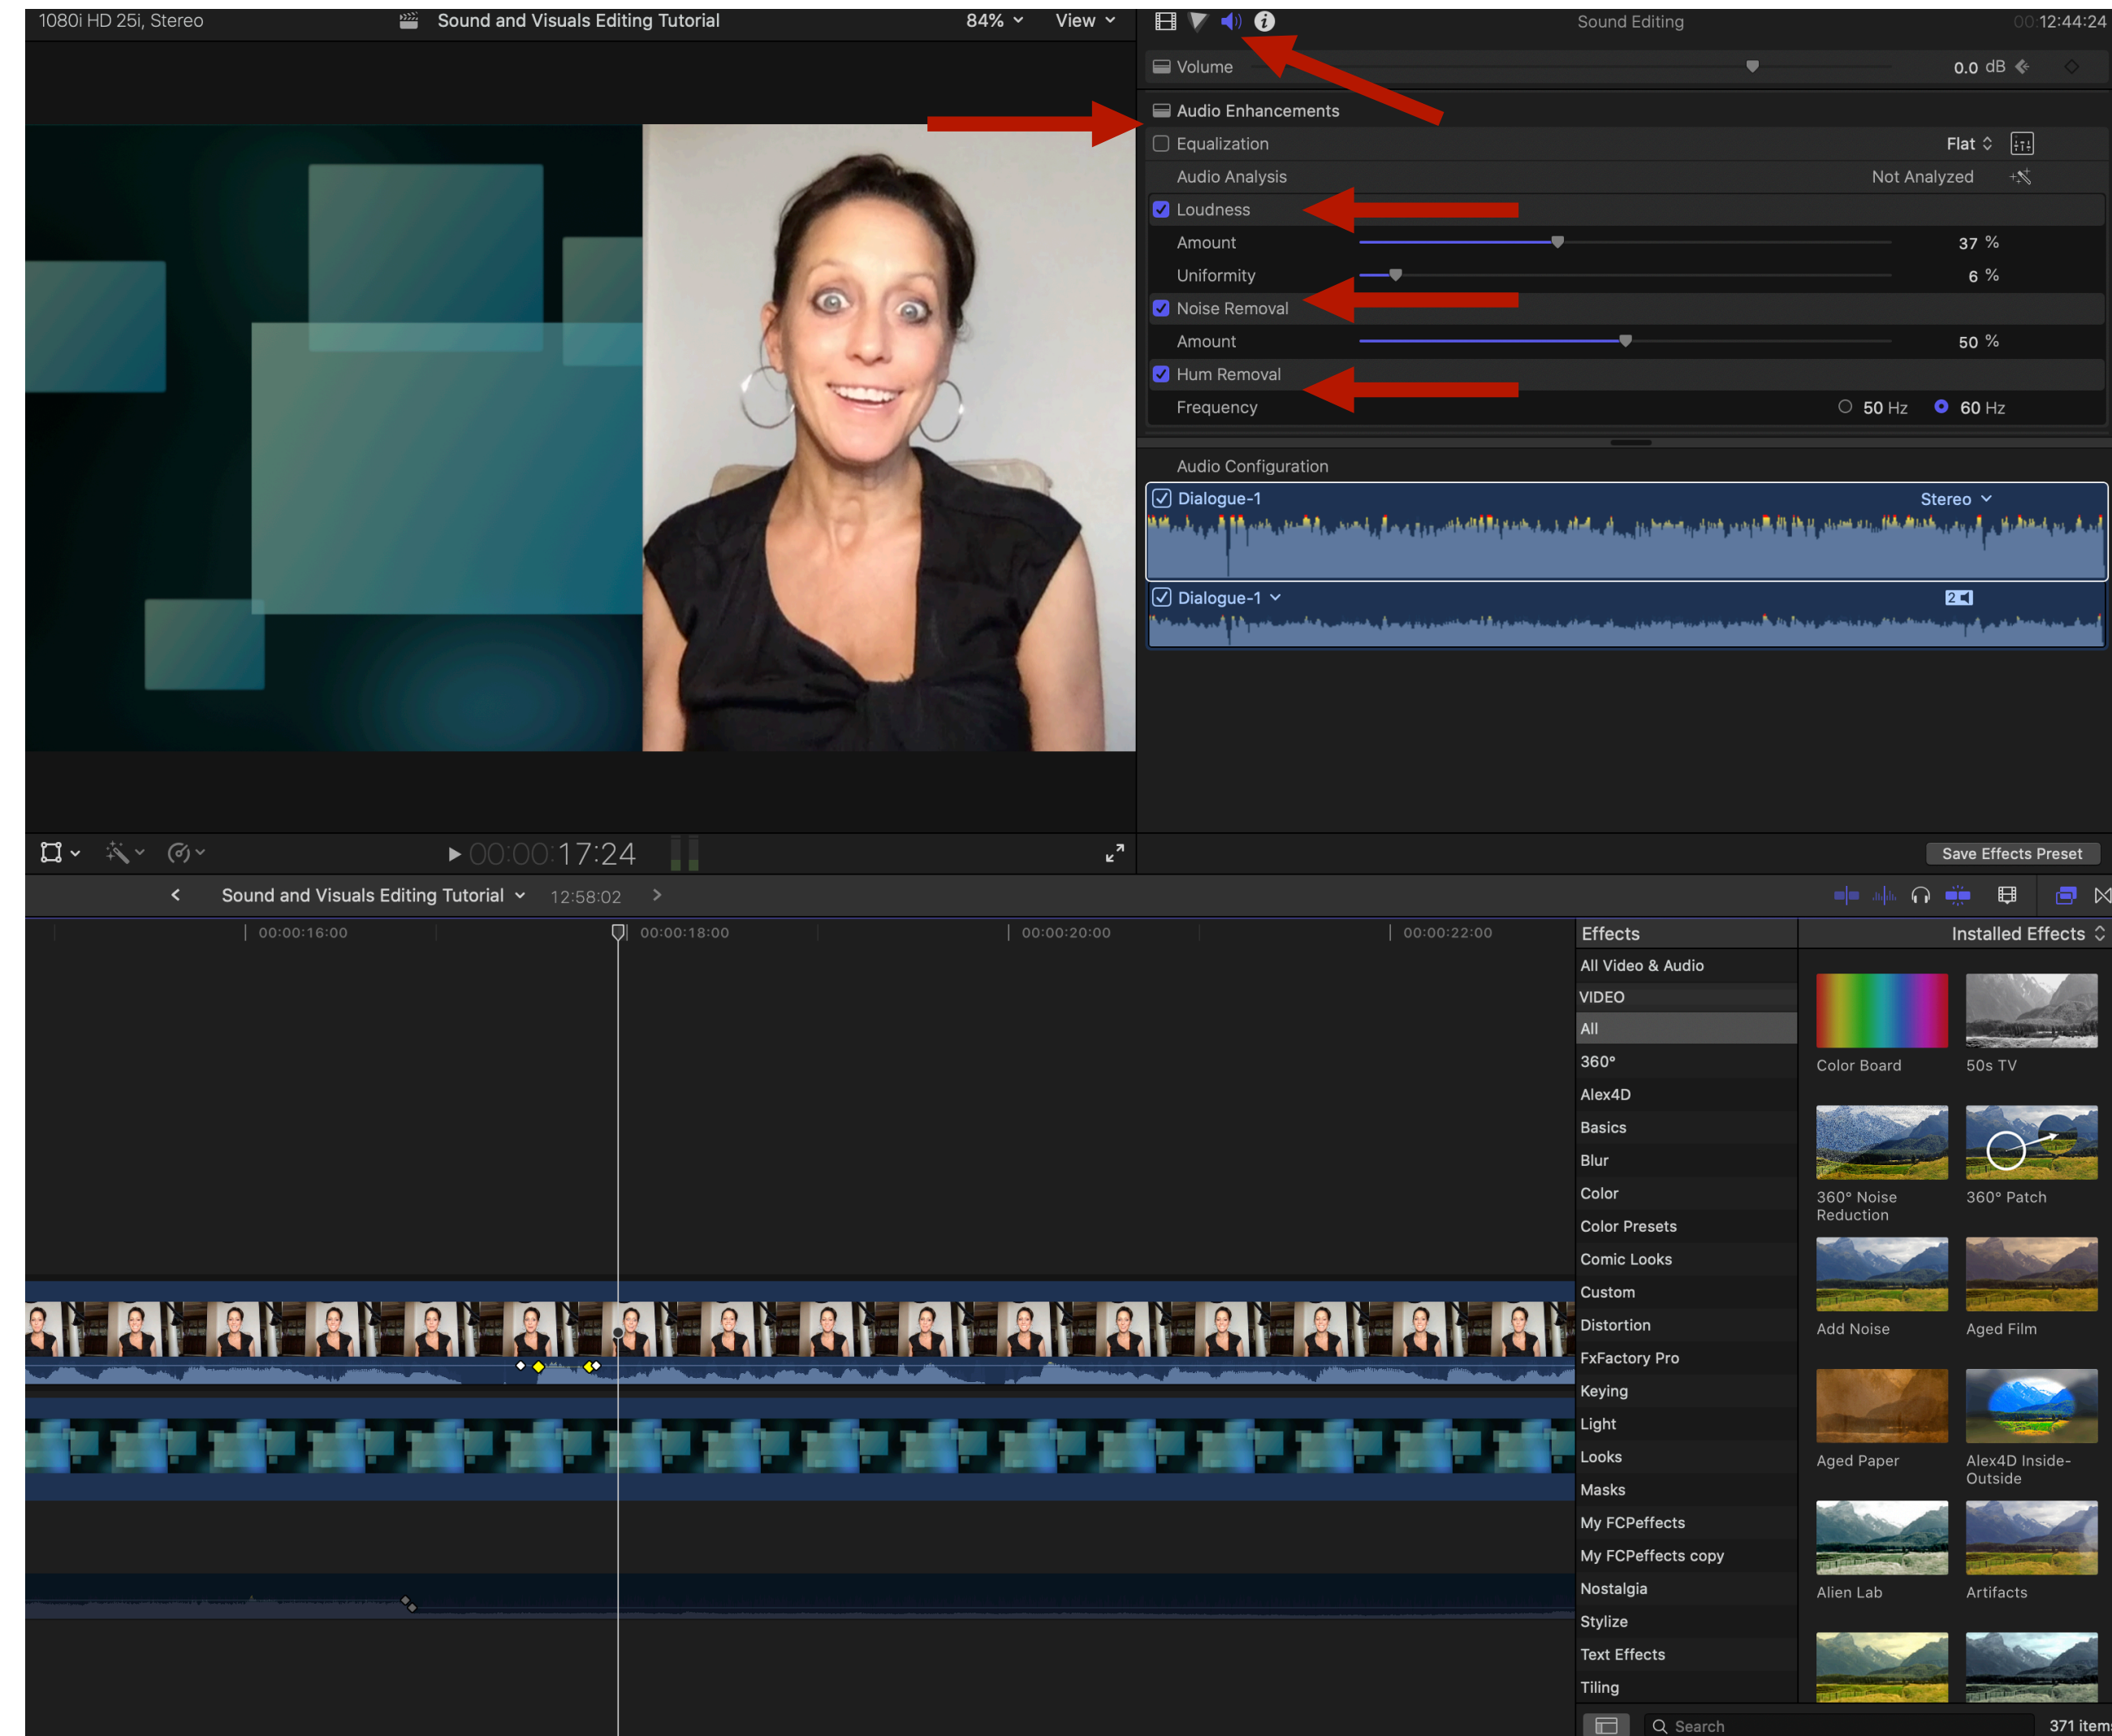 1080i HD 25i, Stereo
Sound and Visuals Editing Tutorial
84%
View
Sound Editing
00:12:44:24
Volume
0.0 dB
Audio Enhancements
Equalization
Flat
Audio Analysis
Not Analyzed
Loudness
Amount
37 %
Uniformity
6 %
Noise Removal
Amount
50 %
Hum Removal
Frequency
50 Hz
60 Hz
Audio Configuration
Dialogue-1
Stereo
Dialogue-1
2
00:00:17:24
Save Effects Preset
Sound and Visuals Editing Tutorial
12:58:02
00:00:16:00
00:00:18:00
00:00:20:00
00:00:22:00
Effects
Installed Effects
All Video & Audio
VIDEO
All
360°
Alex4D
Basics
Blur
Color
Color Presets
Comic Looks
Custom
Distortion
FxFactory Pro
Keying
Light
Looks
Masks
My FCPeffects
My FCPeffects copy
Nostalgia
Stylize
Text Effects
Tiling
Color Board
50s TV
360° Noise
Reduction
360° Patch
Add Noise
Aged Film
Aged Paper
Alex4D Inside-
Outside
Alien Lab
Artifacts
Search
371 items